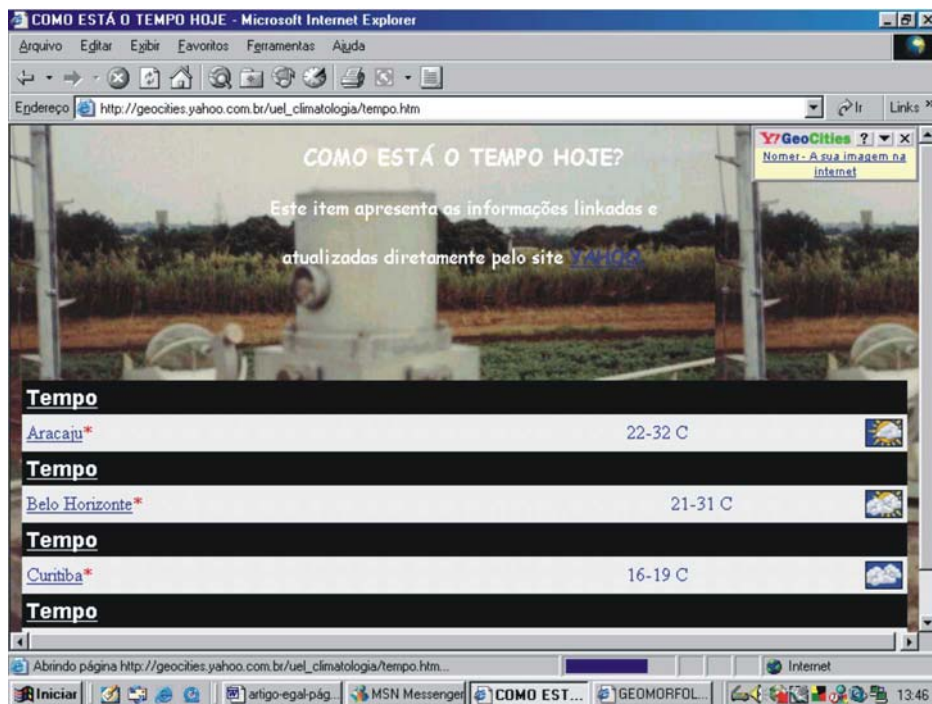 COMO ESTÁ O TEMPO HOJE - Microsoft Internet Explorer
Arquivo Editar Exibir Favoritos Ferramentas Ajuda
Endereço http://geocities.yahoo.com.br/uel_climatologia/tempo.htm Ir Links »
Y! GeoCities ? X
Nomer - A sua imagem na
internet
COMO ESTÁ O TEMPO HOJE?
Este item apresenta as informações linkadas e
atualizadas diretamente pelo site YAHOO
Tempo
Aracaju* 22-32 C
Tempo
Belo Horizonte* 21-31 C
Tempo
Curitiba* 16-19 C
Tempo
Abrindo página http://geocities.yahoo.com.br/uel_climatologia/tempo.htm... Internet
Iniciar artigo-egal-pág... MSN Messenger COMO EST... GEOMORFOL... 13:46